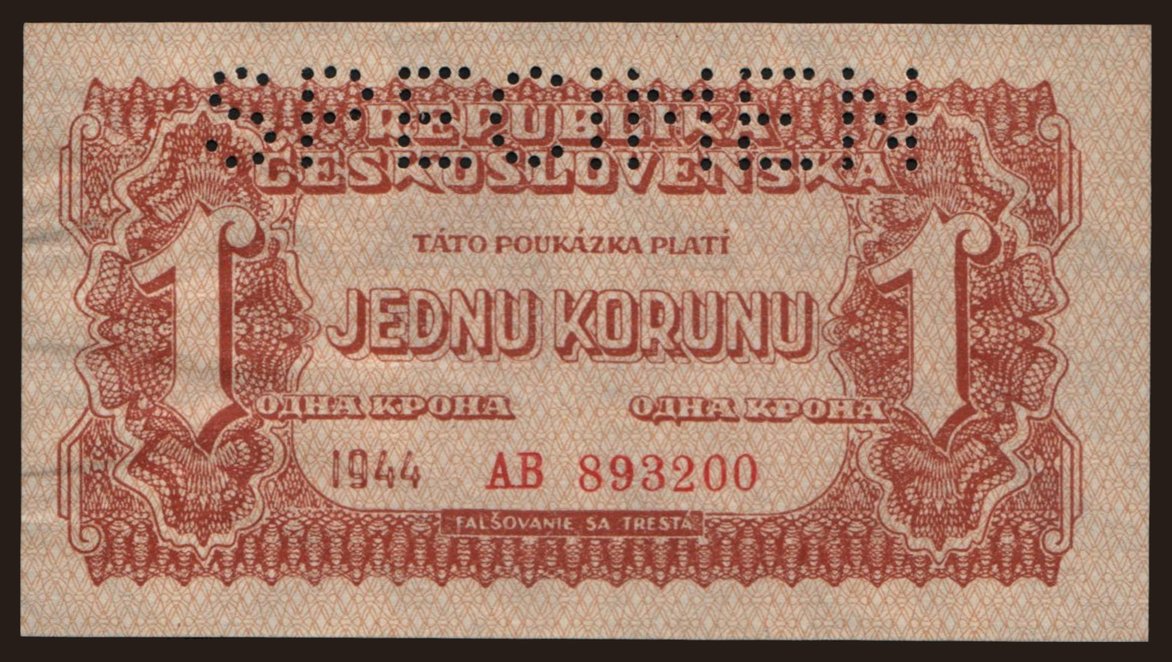 SPECIMEN
REPUBLIKA
ČESKOSLOVENSKÁ
TÁTO POUKÁZKA PLATÍ
JEDNU KORUNU
1 1
ОДНА КРОНА ОДНА КРОНА
1944 AB 893200
FALŠOVANIE SA TRESTÁ